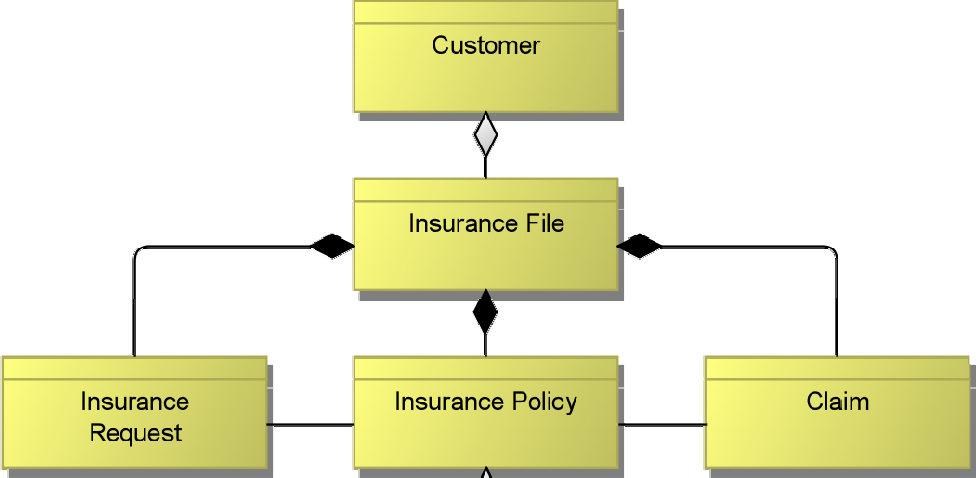 Customer
Insurance File
Insurance
Request
Insurance Policy
Claim